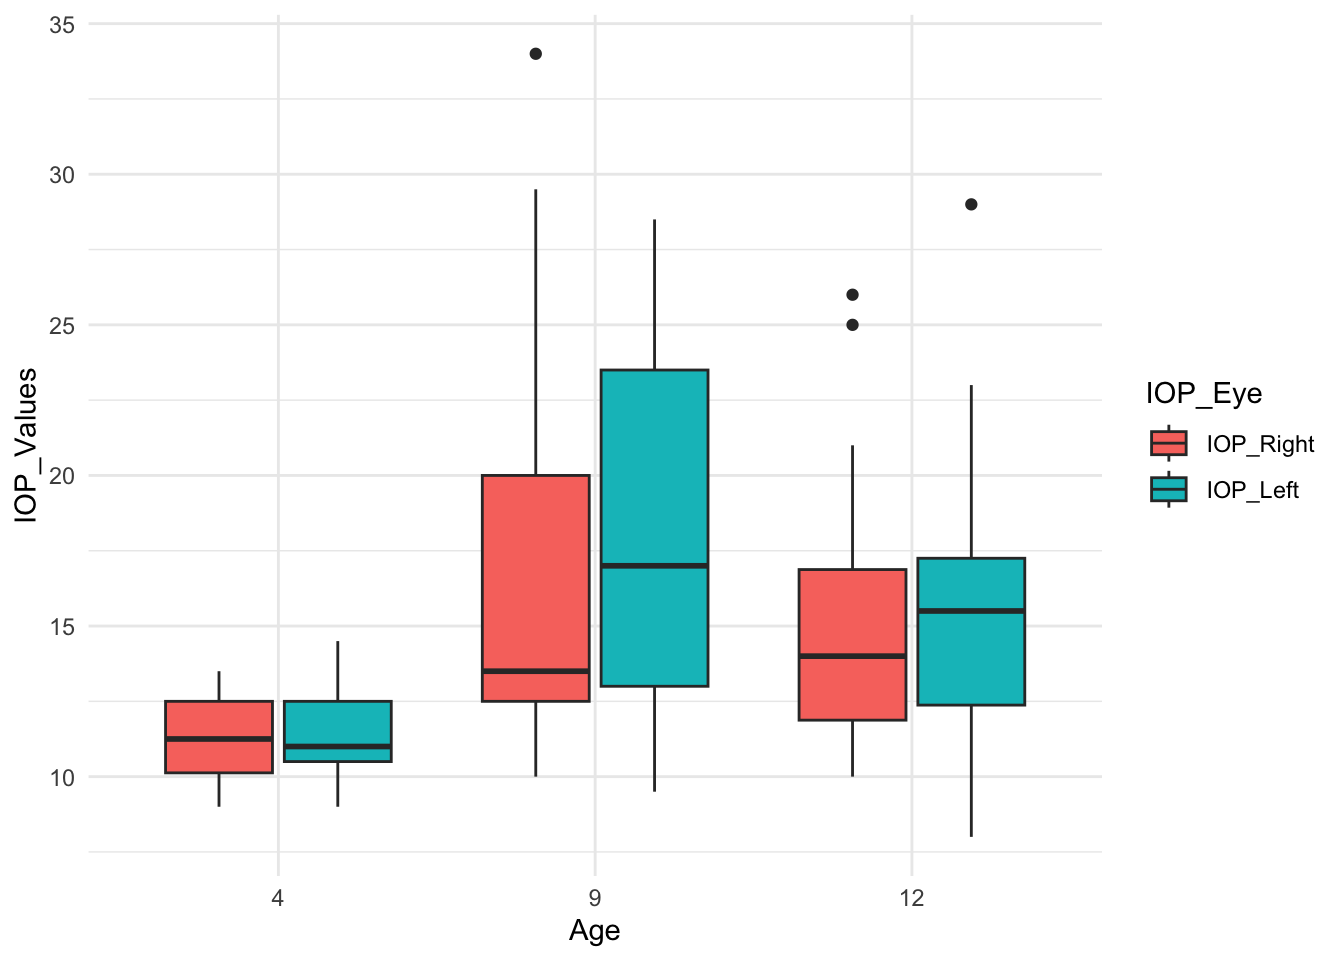 35
30
25
20
15
10
IOP_Values
4 9 12
Age
IOP_Eye
IOP_Right
IOP_Left